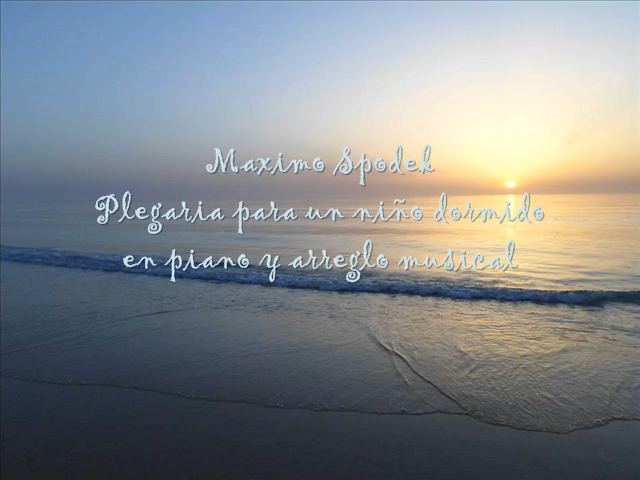 Maximo Spodek
Plegaria para un niño dormido
en piano y arreglo musical